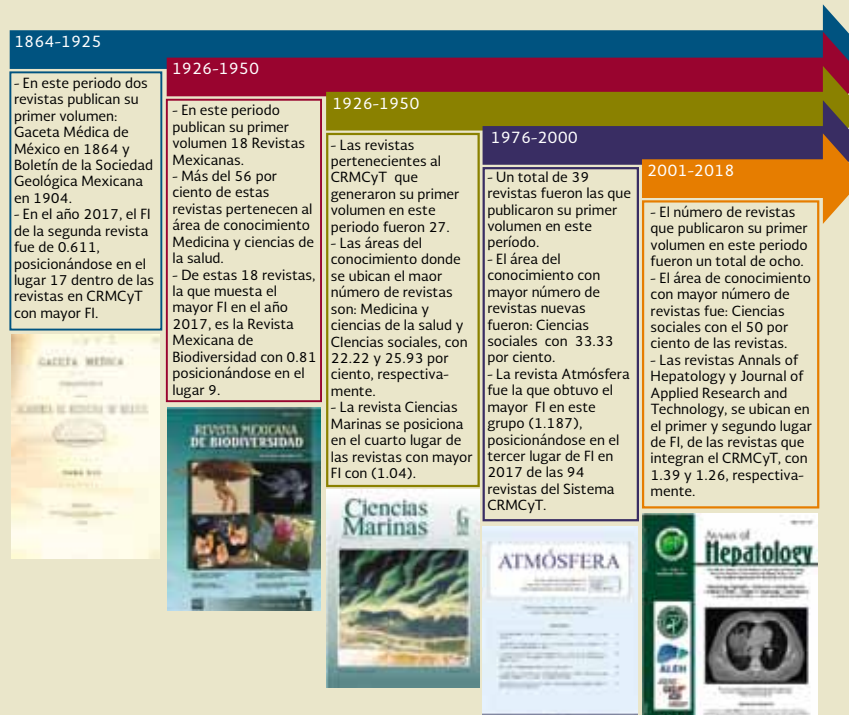 1864-1925
- En este periodo dos
revistas publican su
primer volumen:
Gaceta Médica de
México en 1864 y
Boletín de la Sociedad
Geológica Mexicana
en 1904.
- En el año 2017, el FI
de la segunda revista
fue de 0.611,
posicionándose en el
lugar 17 dentro de las
revistas en CRMCyT
con mayor FI.
GACETA MÉDICA
ACADEMIA DE MEDICINA DE MÉXICO
1926-1950
- En este periodo
publican su primer
volumen 18 Revistas
Mexicanas.
- Más del 56 por
ciento de estas
revistas pertenecen al
área de conocimiento
Medicina y ciencias de
la salud.
- De estas 18 revistas,
la que muesta el
mayor FI en el año
2017, es la Revista
Mexicana de
Biodiversidad con 0.81
posicionándose en el
lugar 9.
REVISTA MEXICANA
DE BIODIVERSIDAD
1926-1950
- Las revistas
pertenecientes al
CRMCyT que
generaron su primer
volumen en este
periodo fueron 27.
- Las áreas del
conocimiento donde
se ubican el maor
número de revistas
son: Medicina y
ciencias de la salud y
CIencias sociales, con
22.22 y 25.93 por
ciento, respectiva-
mente.
- La revista Ciencias
Marinas se posiciona
en el cuarto lugar de
las revistas con mayor
FI con (1.04).
Ciencias
Marinas
1976-2000
- Un total de 39
revistas fueron las que
publicaron su primer
volumen en este
período.
- El área del
conocimiento con
mayor número de
revistas nuevas
fueron: Ciencias
sociales con 33.33
por ciento.
- La revista Atmósfera
fue la que obtuvo el
mayor FI en este
grupo (1.187),
posicionándose en el
tercer lugar de FI en
2017 de las 94
revistas del Sistema
CRMCyT.
ATMÓSFERA
2001-2018
- El número de revistas
que publicaron su primer
volumen en este periodo
fueron un total de ocho.
- El área de conocimiento
con mayor número de
revistas fue: Ciencias
sociales con el 50 por
ciento de las revistas.
- Las revistas Annals of
Hepatology y Journal of
Applied Research and
Technology, se ubican en
el primer y segundo lugar
de FI, de las revistas que
integran el CRMCyT, con
1.39 y 1.26, respectiva-
mente.
Annals of
Hepatology
ALEH